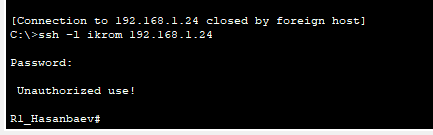 [Connection to 192.168.1.24 closed by foreign host]
C:\>ssh -l ikrom 192.168.1.24
Password:
Unauthorized use!
R1_Hasanbaev#